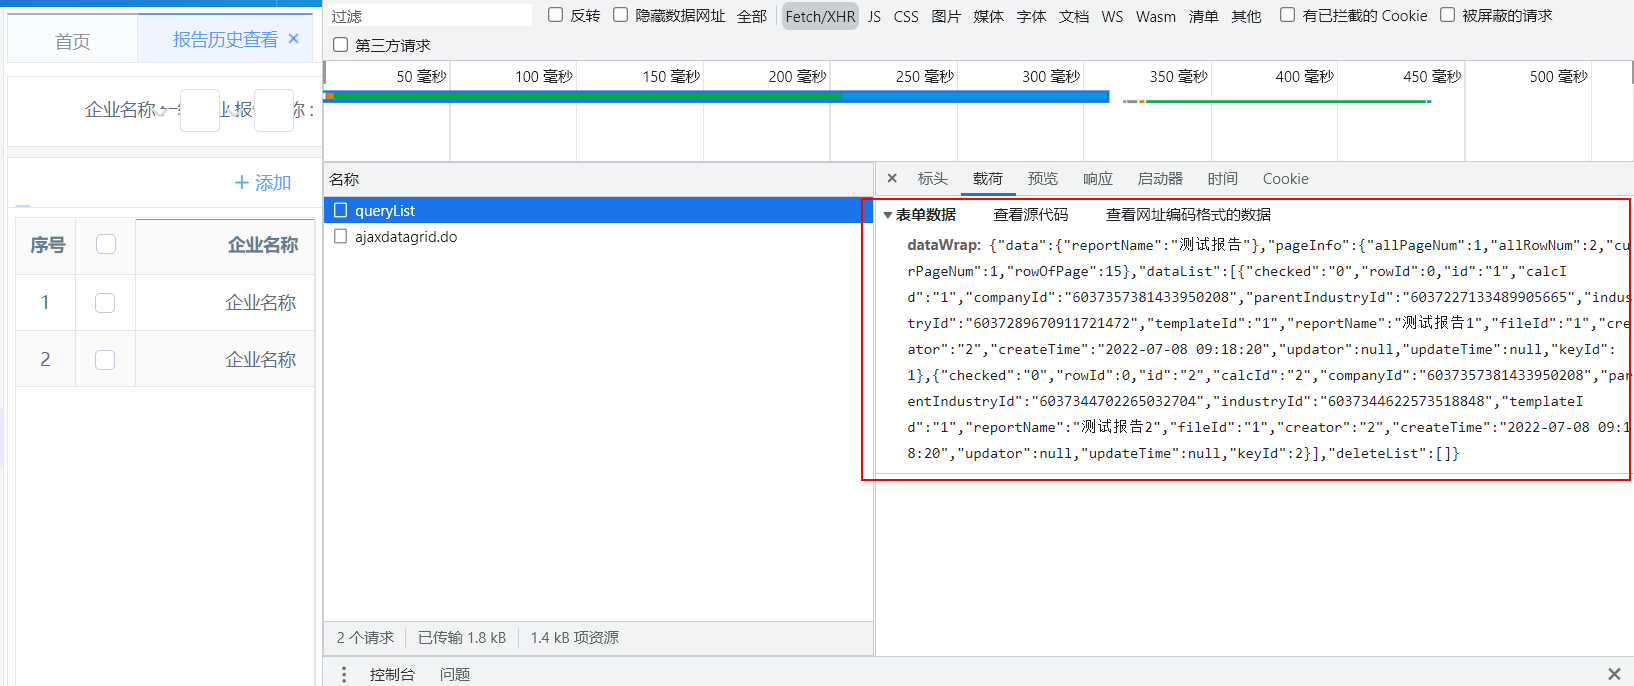 过滤
反转 隐藏数据网址 全部 Fetch/XHR JS CSS 图片 媒体 字体 文档 WS Wasm 清单 其他 有已拦截的 Cookie 被屏蔽的请求
第三方请求
首页 报告历史查看 ×
50 毫秒 100 毫秒 150 毫秒 200 毫秒 250 毫秒 300 毫秒 350 毫秒 400 毫秒 450 毫秒 500 毫秒
企业名称 报 称 :
+ 添加
序号 企业名称
1 企业名称
2 企业名称
名称
queryList
ajaxdatagrid.do
2 个请求 已传输 1.8 kB 1.4 kB 项资源
× 标头 载荷 预览 响应 启动器 时间 Cookie
▼表单数据 查看源代码 查看网址编码格式的数据
dataWrap: {"data":{"reportName":"测试报告"},"pageInfo":{"allPageNum":1,"allRowNum":2,"cu
rPageNum":1,"rowOfPage":15},"dataList":[{"checked":"0","rowId":0,"id":"1","calcI
d":"1","companyId":"6037357381433950208","parentIndustryId":"6037227133489905665","indus
tryId":"6037289670911721472","templateId":"1","reportName":"测试报告1","fileId":"1","cre
ator":"2","createTime":"2022-07-08 09:18:20","updator":null,"updateTime":null,"keyId":
1},{"checked":"0","rowId":0,"id":"2","calcId":"2","companyId":"6037357381433950208","par
entIndustryId":"6037344702265032704","industryId":"6037344622573518848","templateI
d":"1","reportName":"测试报告2","fileId":"1","creator":"2","createTime":"2022-07-08 09:1
8:20","updator":null,"updateTime":null,"keyId":2}],"deleteList":[]}
控制台 问题 ×